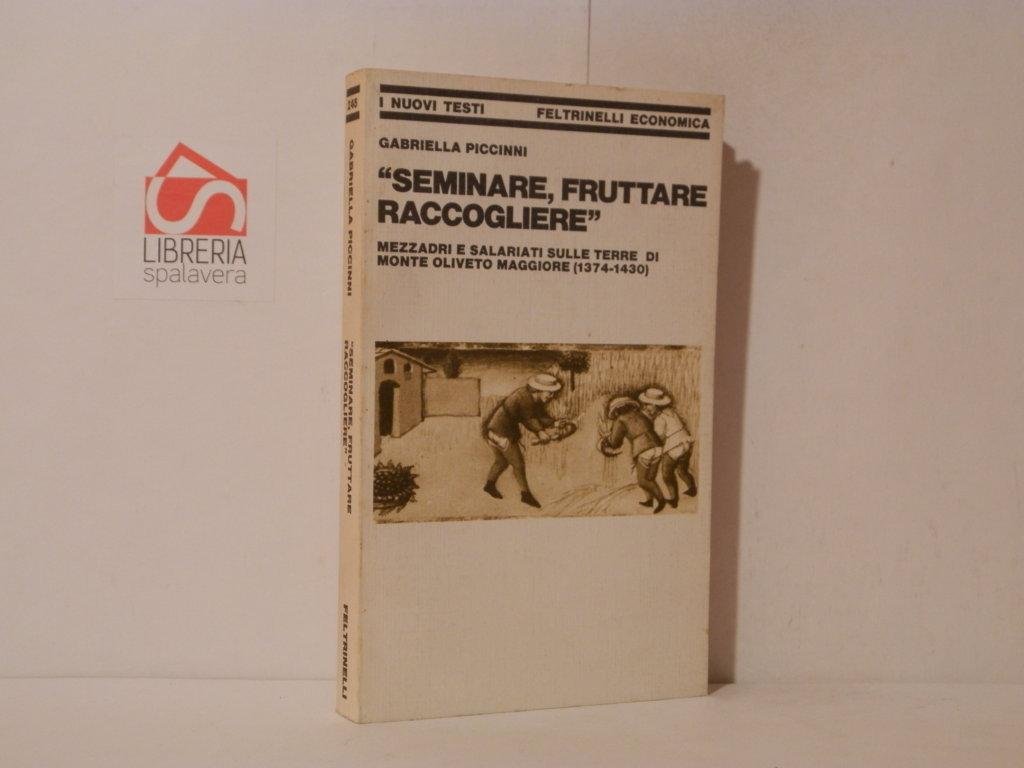 I NUOVI TESTI FELTRINELLI ECONOMICA
GABRIELLA PICCINNI
“SEMINARE, FRUTTARE
RACCOGLIERE”
MEZZADRI E SALARIATI SULLE TERRE DI
MONTE OLIVETO MAGGIORE (1374-1430)
GABRIELLA PICCINNI
“SEMINARE, FRUTTARE
RACCOGLIERE”
FELTRINELLI
LIBRERIA
spalavera